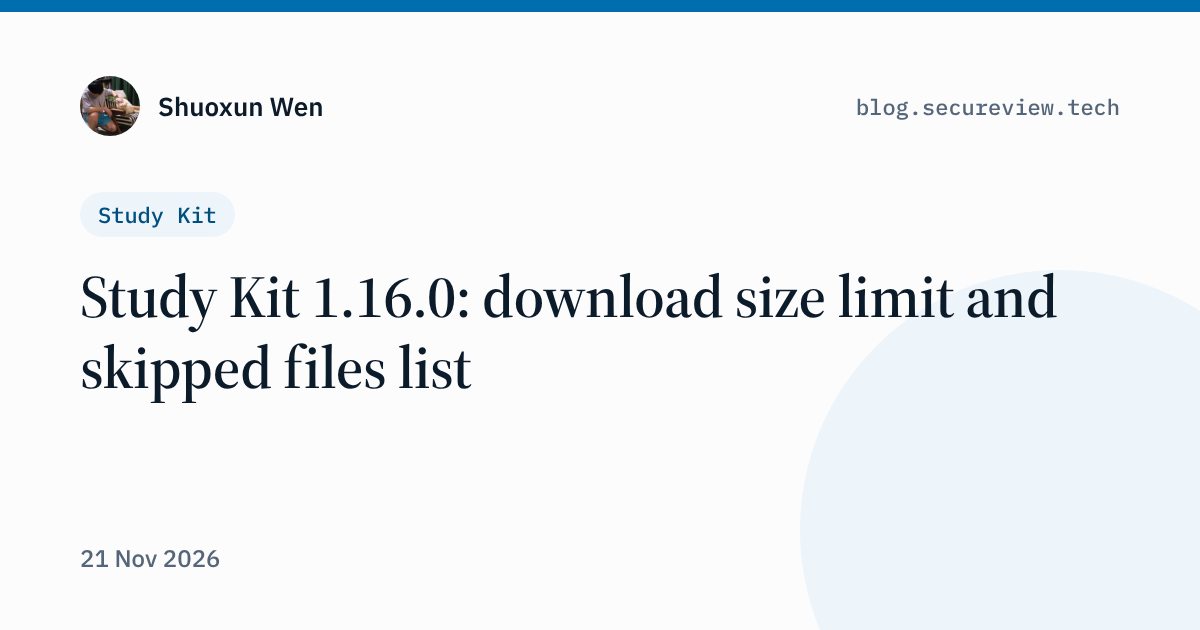 Shuoxun Wen
blog.secureview.tech
Study Kit
Study Kit 1.16.0: download size limit and
skipped files list
21 Nov 2026